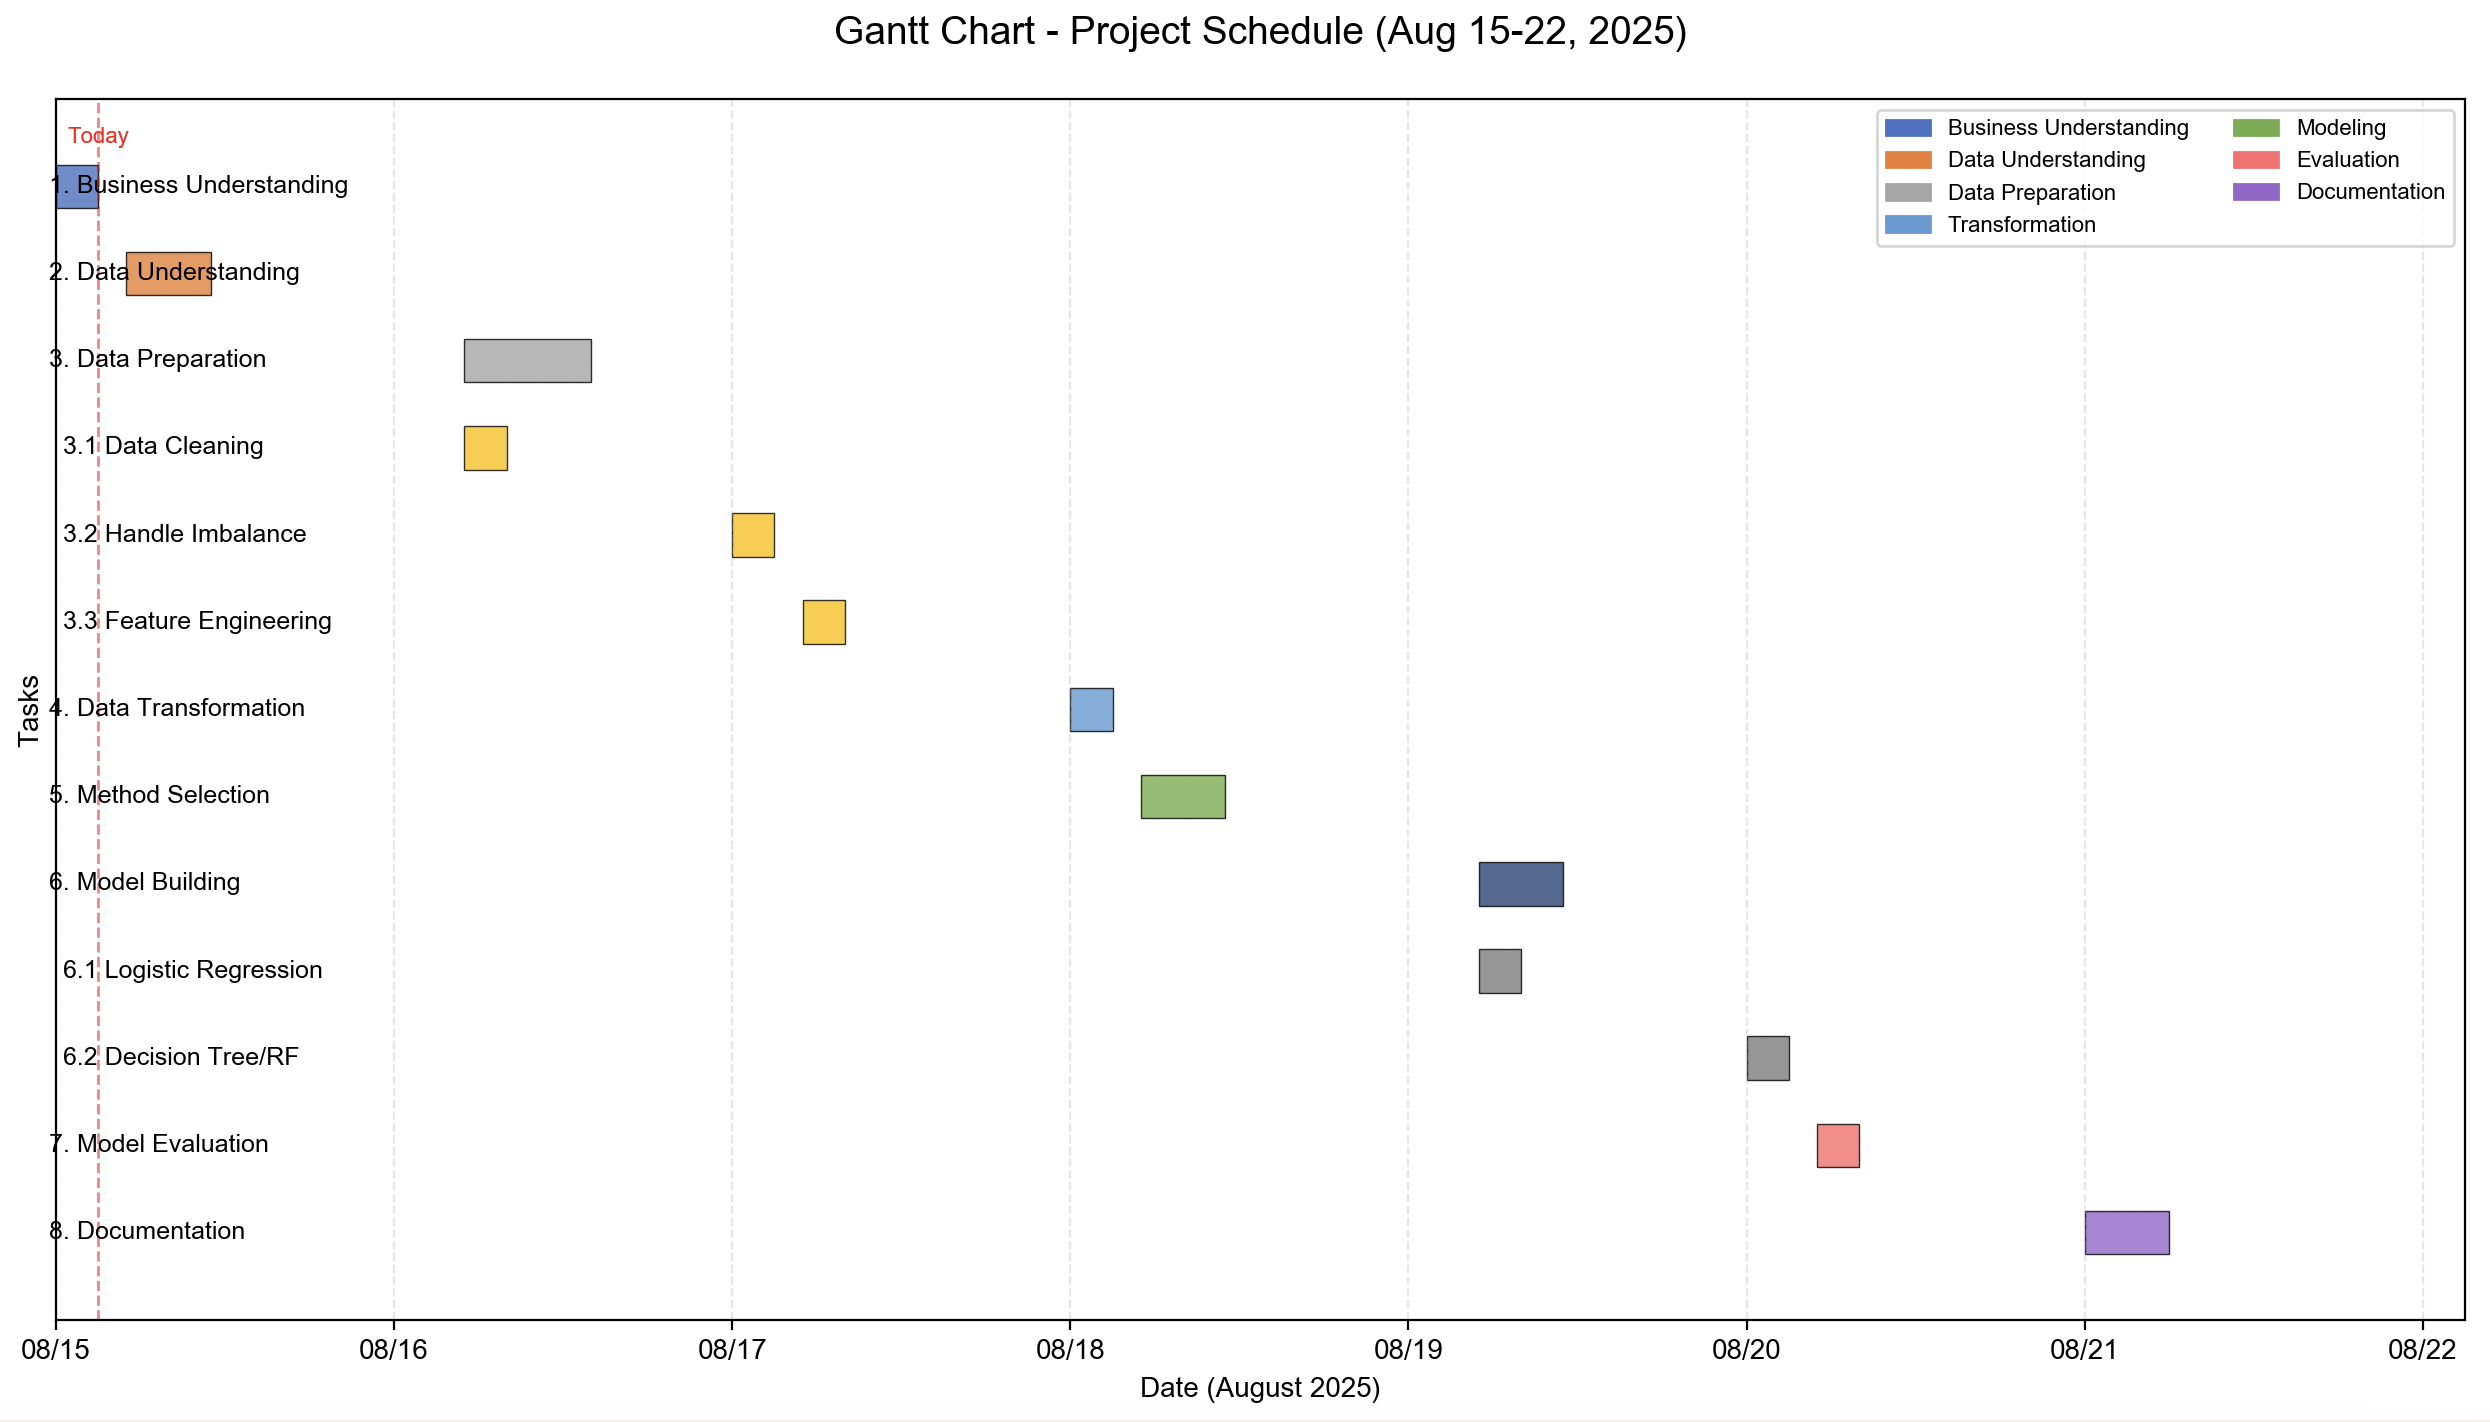 Gantt Chart - Project Schedule (Aug 15-22, 2025)
Today
Business Understanding
Data Understanding
Data Preparation
Transformation
Modeling
Evaluation
Documentation
1. Business Understanding
2. Data Understanding
3. Data Preparation
3.1 Data Cleaning
3.2 Handle Imbalance
3.3 Feature Engineering
4. Data Transformation
5. Method Selection
6. Model Building
6.1 Logistic Regression
6.2 Decision Tree/RF
7. Model Evaluation
8. Documentation
Tasks
08/15 08/16 08/17 08/18 08/19 08/20 08/21 08/22
Date (August 2025)